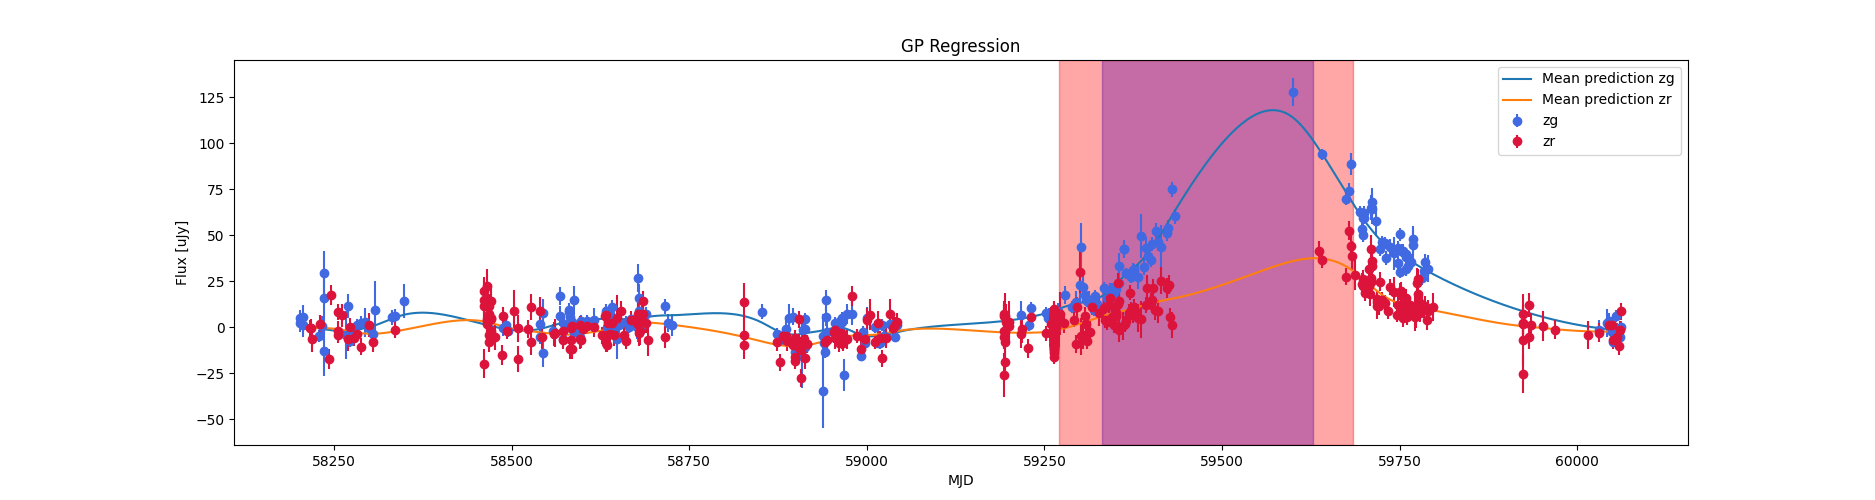 GP Regression
Mean prediction zg
Mean prediction zr
zg
zr
Flux [uJy]
125
100
75
50
25
0
−25
−50
58250
58500
58750
59000
59250
59500
59750
60000
MJD